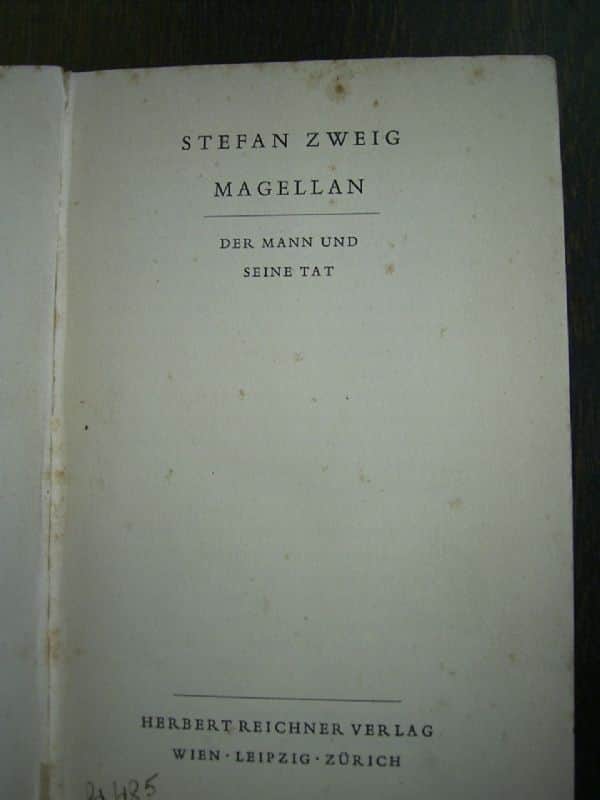 STEFAN ZWEIG
MAGELLAN
DER MANN UND
SEINE TAT
HERBERT REICHNER VERLAG
WIEN · LEIPZIG · ZÜRICH